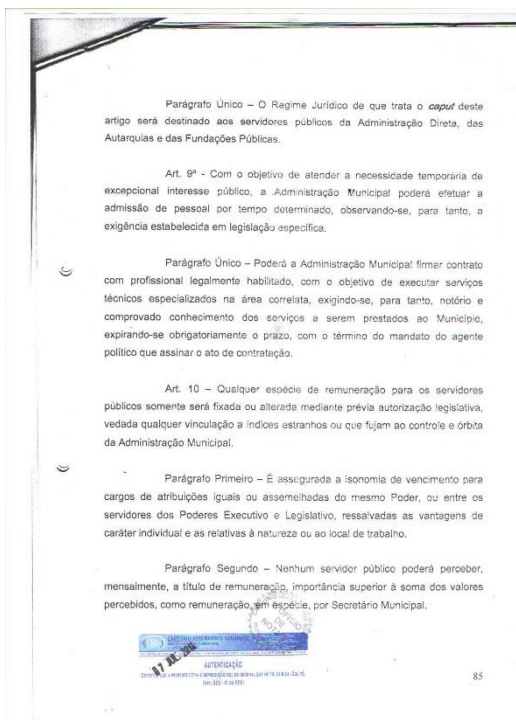 Parágrafo Único – O Regime Jurídico de que trata o caput deste
artigo será destinado aos servidores públicos da Administração Direta, das
Autarquias e das Fundações Públicas.
Art. 9º - Com o objetivo de atender a necessidade temporária de
excepcional interesse público, a Administração Municipal poderá efetuar a
admissão de pessoal por tempo determinado, observando-se, para tanto, a
exigência estabelecida em legislação específica.
Parágrafo Único – Poderá a Administração Municipal firmar contrato
com profissional legalmente habilitado, com o objetivo de executar serviços
técnicos especializados na área correlata, exigindo-se, para tanto, notório e
comprovado conhecimento dos serviços a serem prestados ao Município,
expirando-se obrigatoriamente o prazo, com o término do mandato do agente
político que assinar o ato de contratação.
Art. 10 – Qualquer espécie de remuneração para os servidores
públicos somente será fixada ou alterada mediante prévia autorização legislativa,
vedada qualquer vinculação a índices estranhos ou que fujam ao controle e órbita
da Administração Municipal.
Parágrafo Primeiro – É assegurada a isonomia de vencimento para
cargos de atribuições iguais ou assemelhadas do mesmo Poder, ou entre os
servidores dos Poderes Executivo e Legislativo, ressalvadas as vantagens de
caráter individual e as relativas à natureza ou ao local de trabalho.
Parágrafo Segundo – Nenhum servidor público poderá perceber,
mensalmente, a título de remuneração, importância superior à soma dos valores
percebidos, como remuneração, em espécie, por Secretário Municipal.
OFÍCIO
DE
07 JUL
AUTENTICAÇÃO
85